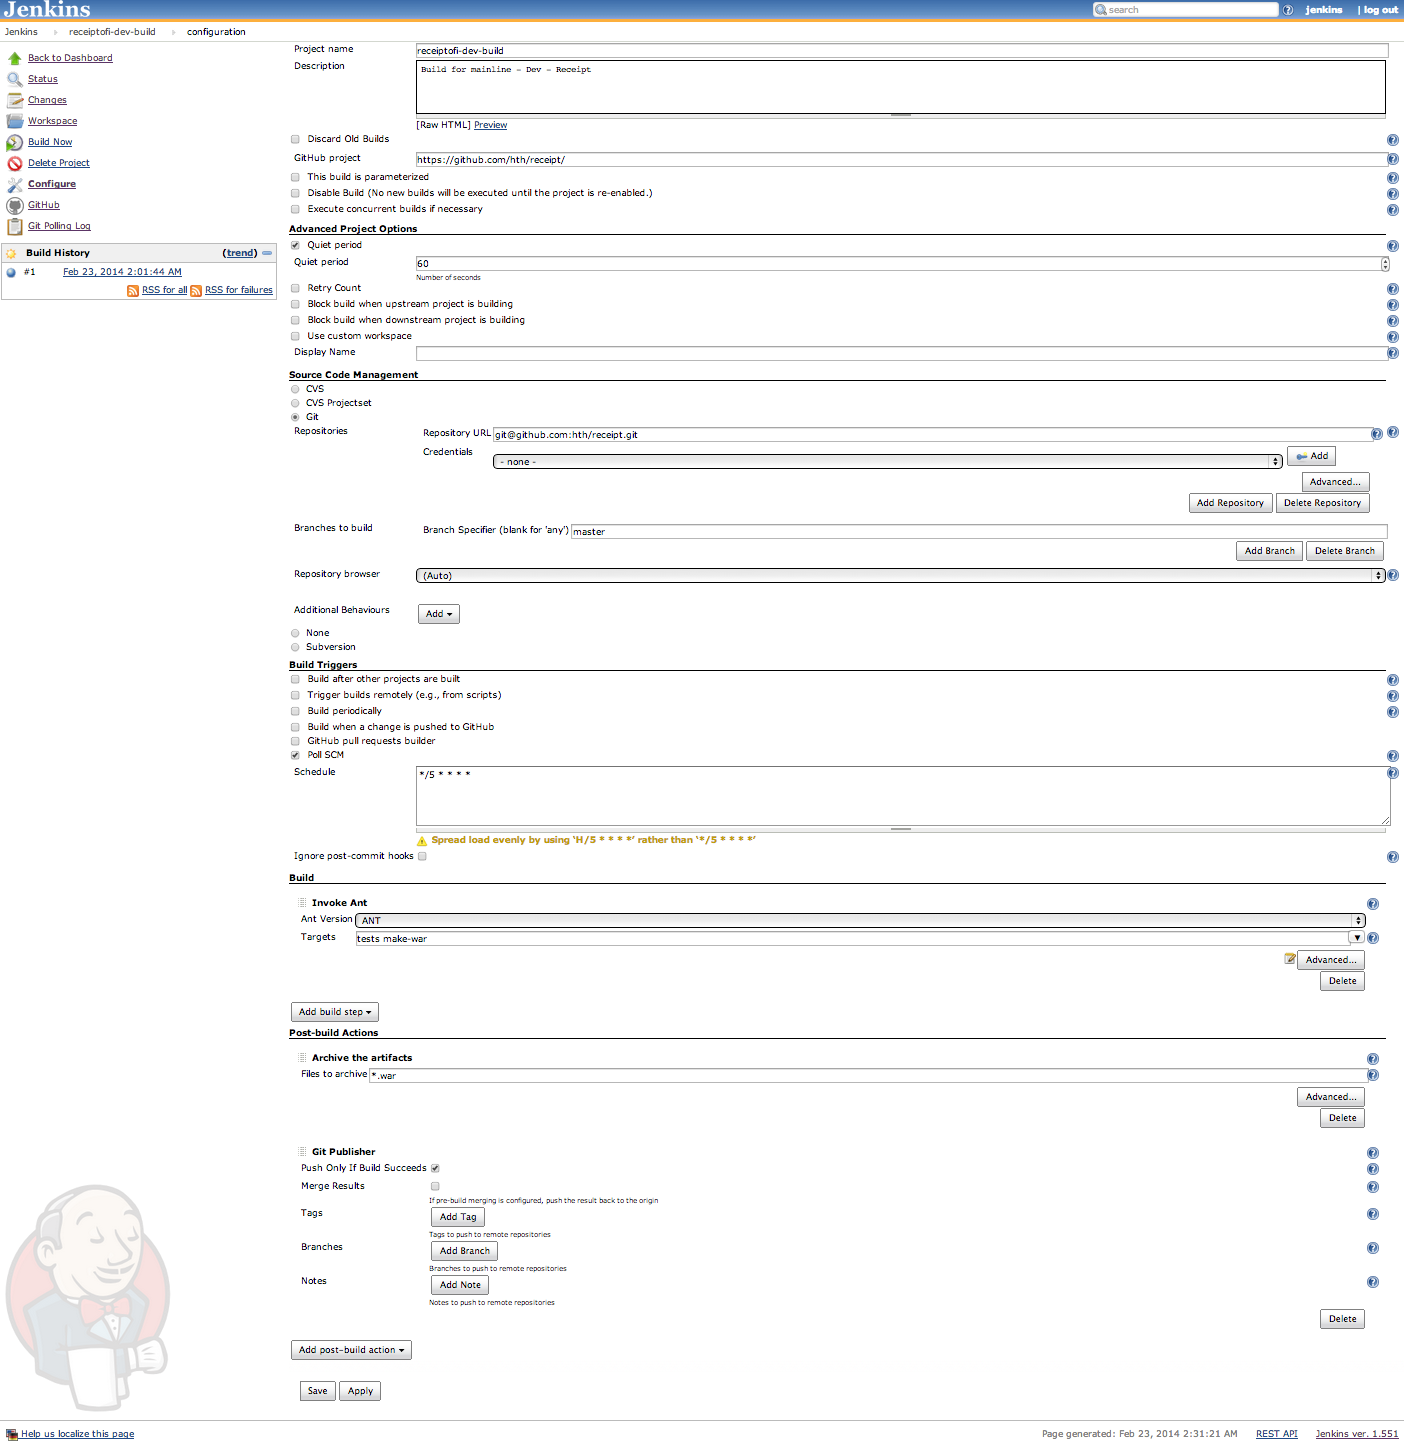 Jenkins
search
jenkins | log out
Jenkins receiptofi-dev-build configuration
Back to Dashboard
Status
Changes
Workspace
Build Now
Delete Project
Configure
GitHub
Git Polling Log
Build History (trend)
#1 Feb 23, 2014 2:01:44 AM
RSS for all RSS for failures
Project name receiptofi-dev-build
Description Build for mainline - Dev - Receipt
[Raw HTML] Preview
Discard Old Builds
GitHub project https://github.com/hth/receipt/
This build is parameterized
Disable Build (No new builds will be executed until the project is re-enabled.)
Execute concurrent builds if necessary
Advanced Project Options
Quiet period
Quiet period 60
Number of seconds
Retry Count
Block build when upstream project is building
Block build when downstream project is building
Use custom workspace
Display Name
Source Code Management
CVS
CVS Projectset
Git
Repositories Repository URL git@github.com:hth/receipt.git
Credentials - none - Add
Advanced...
Add Repository Delete Repository
Branches to build Branch Specifier (blank for 'any') master
Add Branch Delete Branch
Repository browser (Auto)
Additional Behaviours Add
None
Subversion
Build Triggers
Build after other projects are built
Trigger builds remotely (e.g., from scripts)
Build periodically
Build when a change is pushed to GitHub
GitHub pull requests builder
Poll SCM
Schedule */5 * * * *
Spread load evenly by using ‘H/5 * * * *’ rather than ‘*/5 * * * *’
Ignore post-commit hooks
Build
Invoke Ant
Ant Version ANT
Targets tests make-war
Advanced...
Delete
Add build step
Post-build Actions
Archive the artifacts
Files to archive *.war
Advanced...
Delete
Git Publisher
Push Only If Build Succeeds
Merge Results
If pre-build merging is configured, push the result back to the origin
Tags Add Tag
Tags to push to remote repositories
Branches Add Branch
Branches to push to remote repositories
Notes Add Note
Notes to push to remote repositories
Delete
Add post-build action
Save Apply
Help us localize this page Page generated: Feb 23, 2014 2:31:21 AM REST API Jenkins ver. 1.551